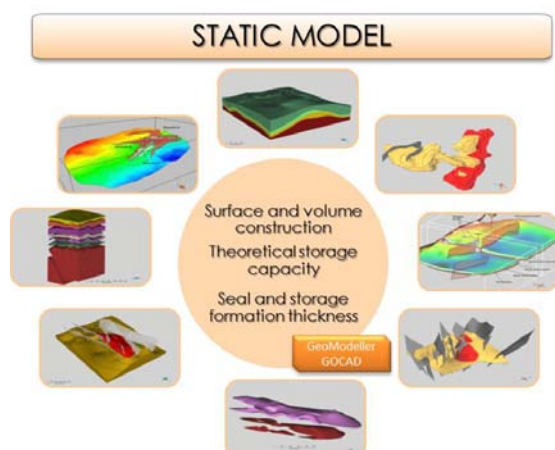 STATIC MODEL
Surface and volume
construction
Theoretical storage
capacity
Seal and storage
formation thickness
GeoModeller
GOCAD